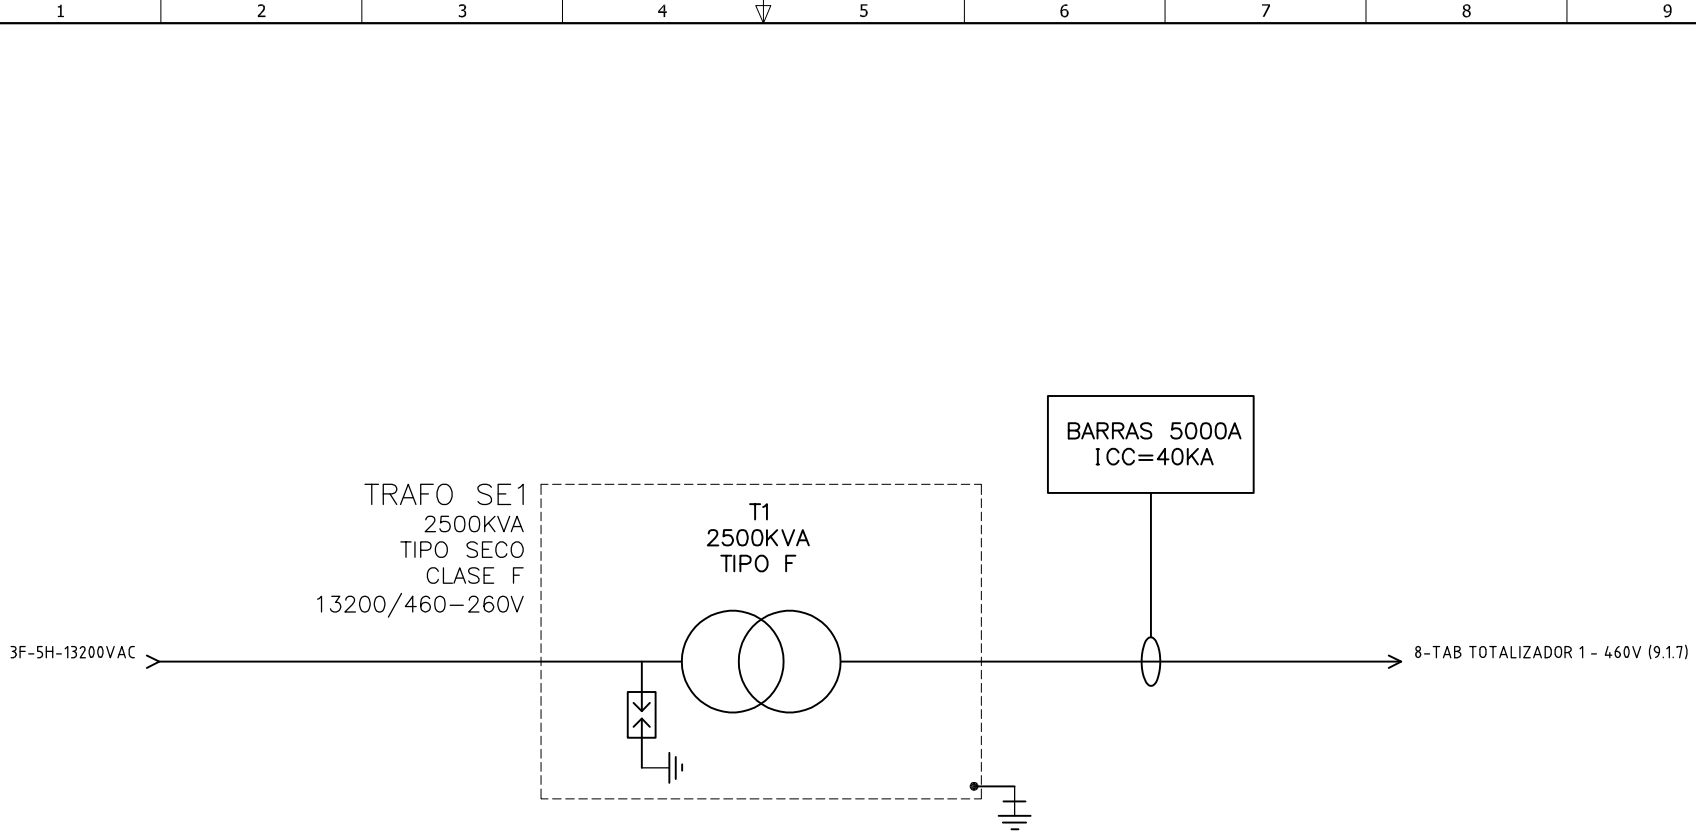 1 2 3 4 5 6 7 8 9
BARRAS 5000A
ICC=40KA
TRAFO SE1
2500KVA
TIPO SECO
CLASE F
13200/460-260V
T1
2500KVA
TIPO F
3F-5H-13200VAC
8-TAB TOTALIZADOR 1 - 460V (9.1.7)